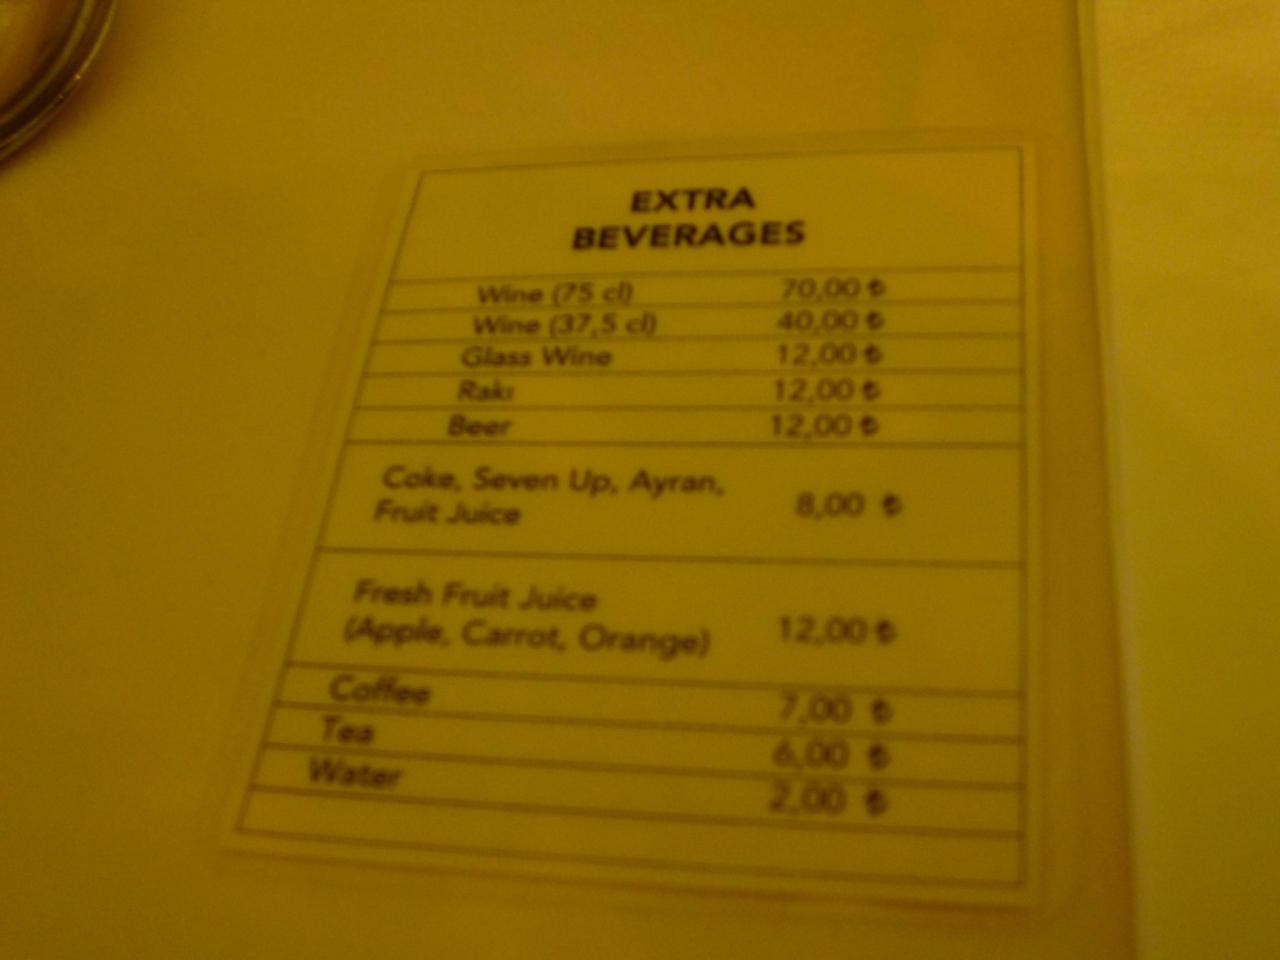 EXTRA
BEVERAGES
Wine (75 cl) 70,00 ₺
Wine (37,5 cl) 40,00 ₺
Glass Wine 12,00 ₺
Rakı 12,00 ₺
Beer 12,00 ₺
Coke, Seven Up, Ayran,
Fruit Juice 8,00 ₺
Fresh Fruit Juice
(Apple, Carrot, Orange) 12,00 ₺
Coffee 7,00 ₺
Tea 6,00 ₺
Water 2,00 ₺